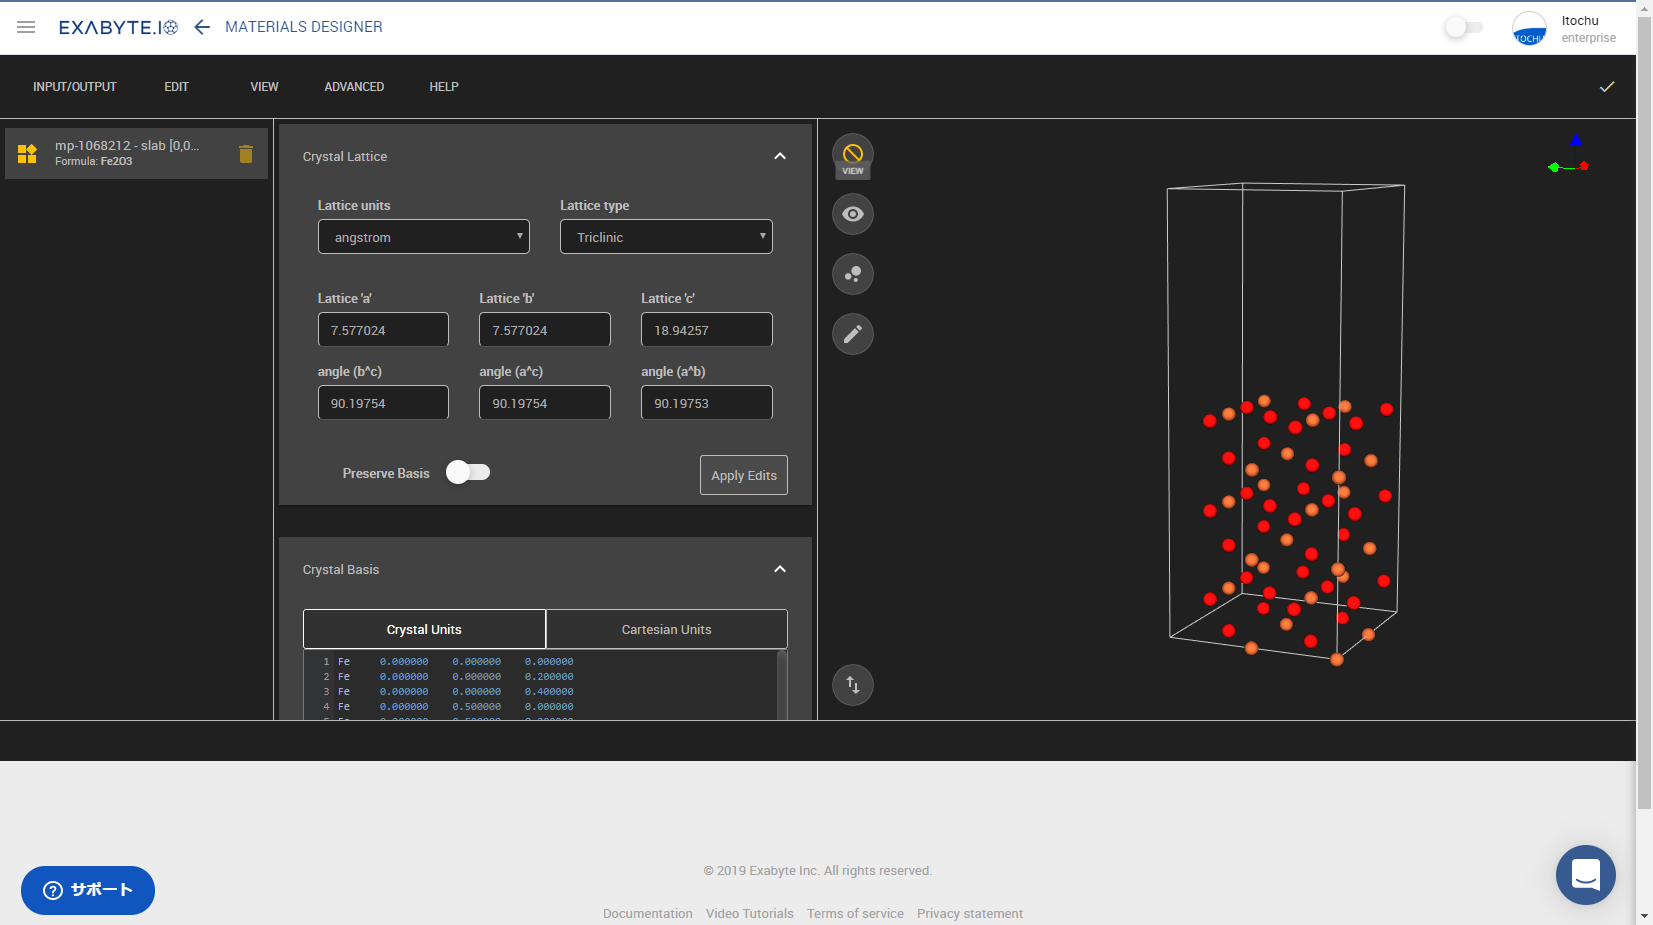 EXABYTE.IO
MATERIALS DESIGNER
ITOCHU
Itochu
enterprise
INPUT/OUTPUT EDIT VIEW ADVANCED HELP
mp-1068212 - slab [0,0...
Formula: Fe2O3
Crystal Lattice
Lattice units Lattice type
angstrom Triclinic
Lattice 'a' Lattice 'b' Lattice 'c'
7.577024 7.577024 18.94257
angle (b^c) angle (a^c) angle (a^b)
90.19754 90.19754 90.19753
Preserve Basis Apply Edits
VIEW
Crystal Basis
Crystal Units Cartesian Units
1 Fe 0.000000 0.000000 0.000000
2 Fe 0.000000 0.000000 0.200000
3 Fe 0.000000 0.000000 0.400000
4 Fe 0.000000 0.500000 0.000000
© 2019 Exabyte Inc. All rights reserved.
サポート
Documentation Video Tutorials Terms of service Privacy statement